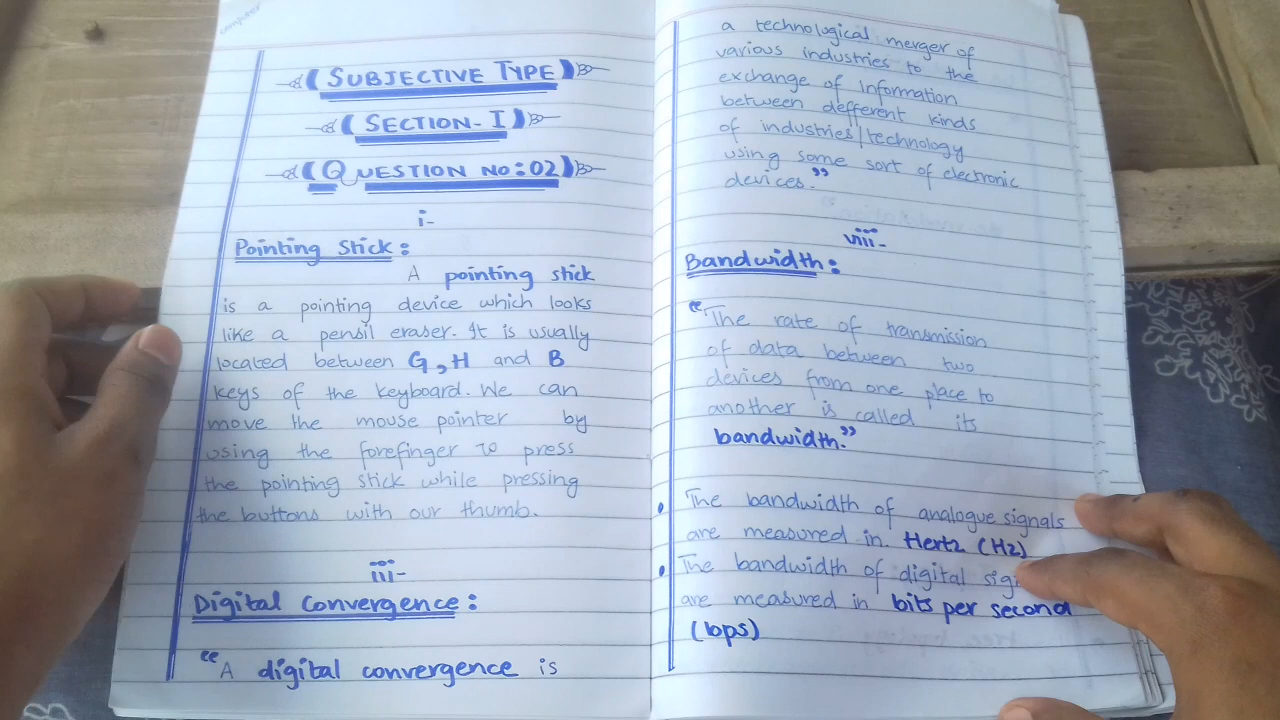 computer
(SUBJECTIVE TYPE)
(SECTION-I)
(QUESTION NO:02)
i-
Pointing Stick:
A pointing stick
is a pointing device which looks
like a pensil eraser. It is usually
located between G,H and B
keys of the keyboard. We can
move the mouse pointer by
using the forefinger to press
the pointing stick while pressing
the buttons with our thumb.
iii-
Digital Convergence:
"A digital convergence is
a technological merger of
various industries to the
exchange of information
between defferent kinds
of industries/technology
using some sort of electronic
devices."
viii-
Bandwidth:
"The rate of transmission
of data between two
devices from one place to
another is called its
bandwidth."
• The bandwidth of analogue signals
are measured in Hertz (Hz)
• The bandwidth of digital sig
are measured in bits per second
(bps)